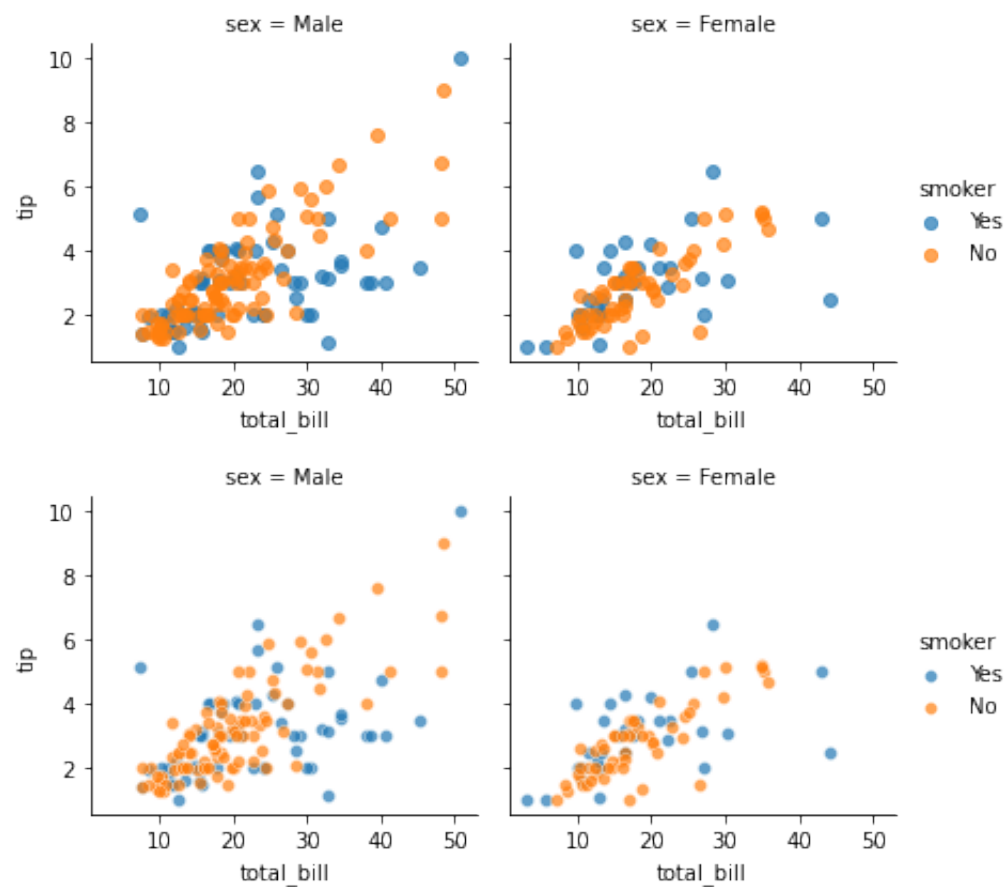 sex = Male
sex = Female
10
8
6
4
2
tip
10 20 30 40 50
10 20 30 40 50
total_bill
total_bill
smoker
Yes
No
sex = Male
sex = Female
10
8
6
4
2
tip
10 20 30 40 50
10 20 30 40 50
total_bill
total_bill
smoker
Yes
No